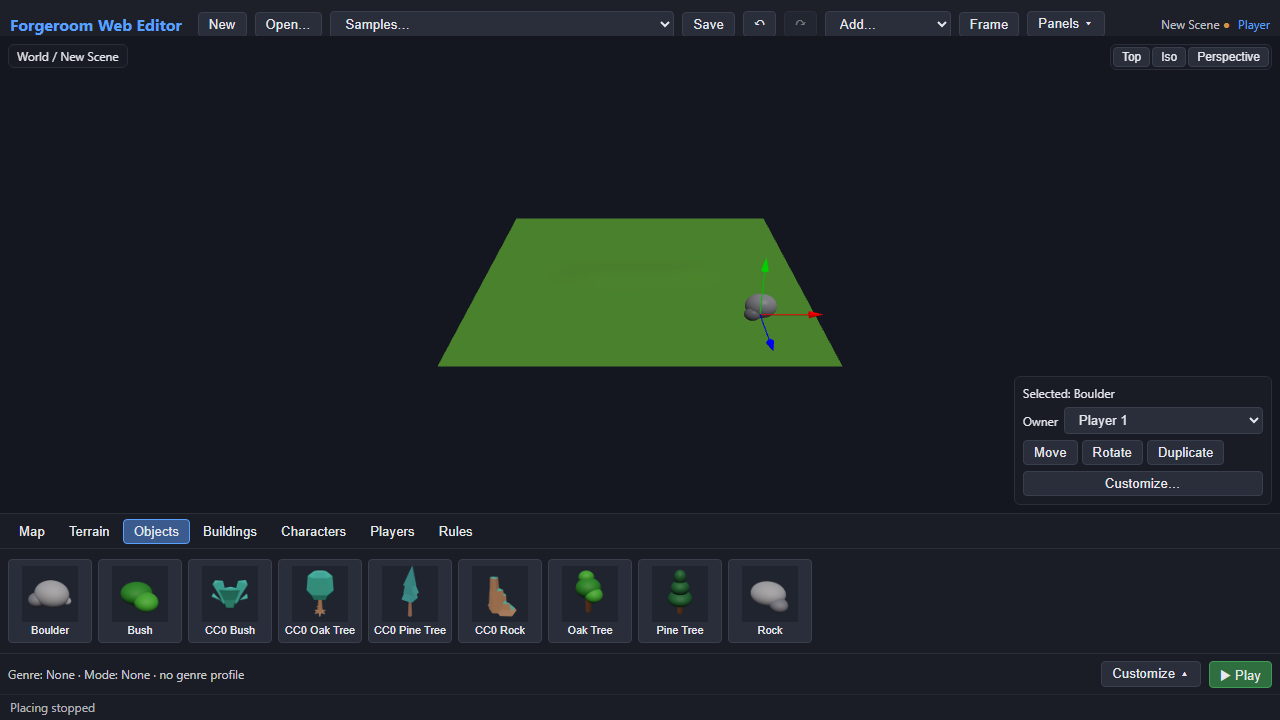 Forgeroom Web Editor New Open... Samples... Save Add... Frame Panels New Scene Player
World / New Scene Top Iso Perspective
Selected: Boulder
Owner Player 1
Move Rotate Duplicate
Customize...
Map Terrain Objects Buildings Characters Players Rules
Boulder Bush CC0 Bush CC0 Oak Tree CC0 Pine Tree CC0 Rock Oak Tree Pine Tree Rock
Genre: None · Mode: None · no genre profile Customize Play
Placing stopped